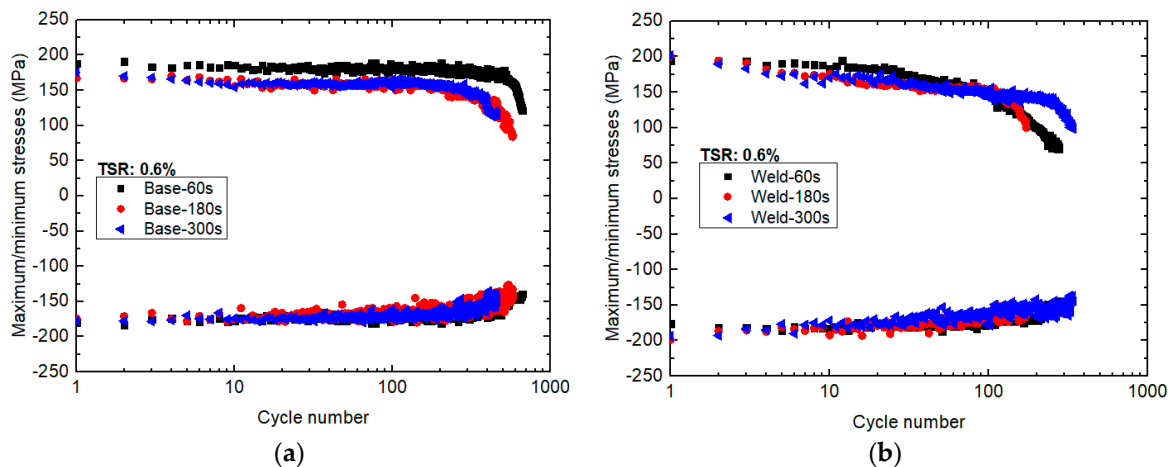 Maximum/minimum stresses (MPa)
250
200
150
100
50
0
-50
-100
-150
-200
-250
TSR: 0.6%
Base-60s
Base-180s
Base-300s
1
10
100
1000
Cycle number
(a)
Maximum/minimum stresses (MPa)
250
200
150
100
50
0
-50
-100
-150
-200
-250
TSR: 0.6%
Weld-60s
Weld-180s
Weld-300s
1
10
100
1000
Cycle number
(b)